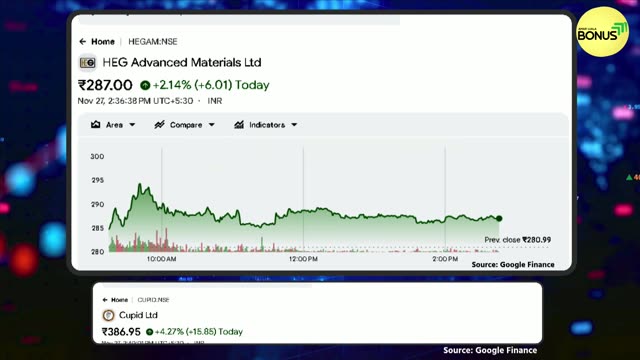 BONUS
← Home | HEGAM:NSE
HEG Advanced Materials Ltd
₹287.00 +2.14% (+6.01) Today
Nov 27, 2:36:38 PM UTC+5:30 · INR
Area Compare Indicators
300
295
290
285
280
Prev. close ₹280.99
10:00 AM 12:00 PM 2:00 PM
Source: Google Finance
← Home | CUPID:NSE
Cupid Ltd
₹386.95 +4.27% (+15.85) Today
Source: Google Finance